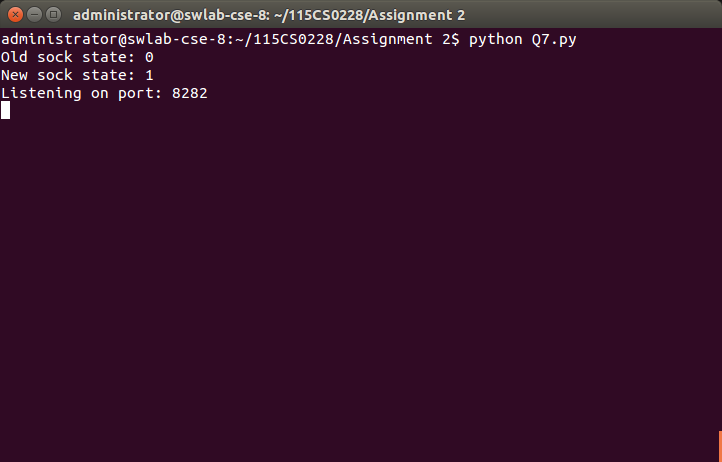 administrator@swlab-cse-8: ~/115CS0228/Assignment 2
administrator@swlab-cse-8:~/115CS0228/Assignment 2$ python Q7.py
Old sock state: 0
New sock state: 1
Listening on port: 8282